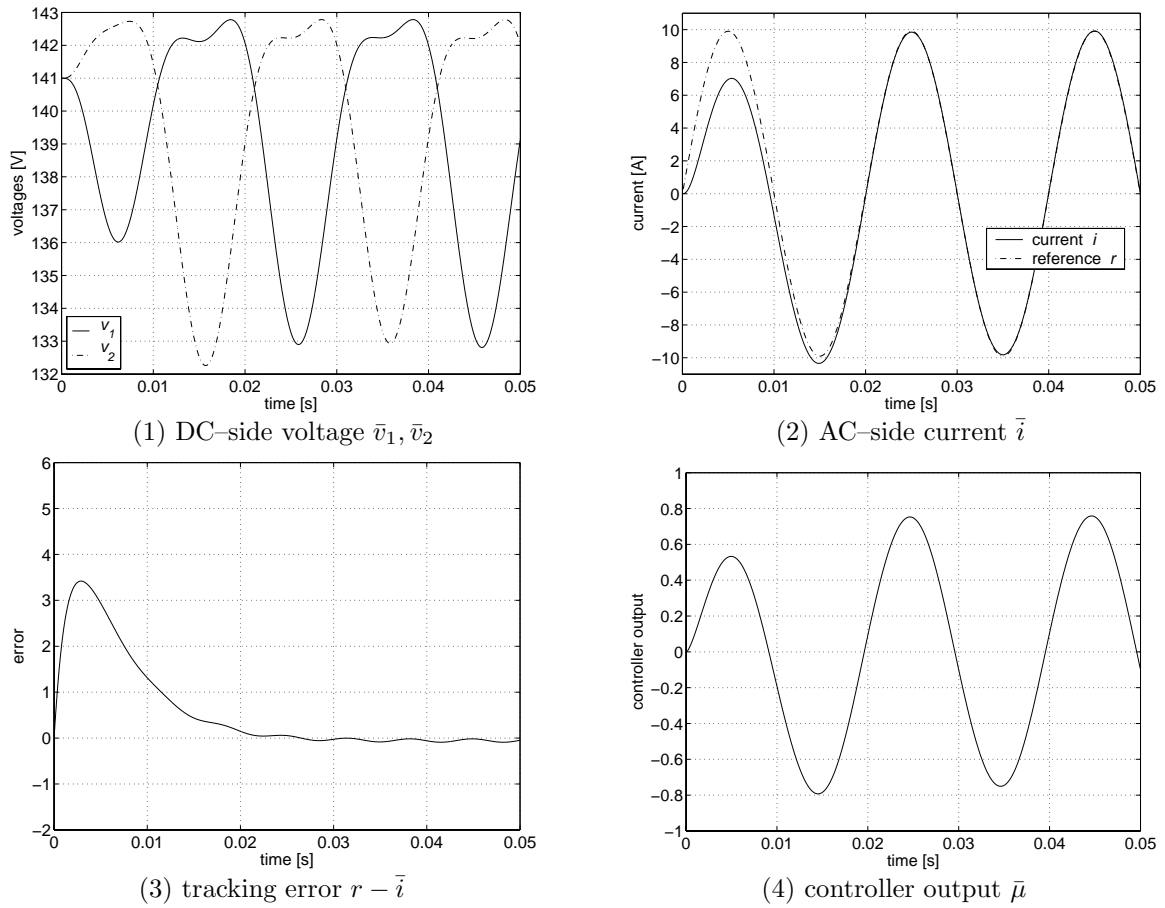 143
142
141
140
139
138
137
136
135
134
133
132
voltages [V]
v1
v2
0 0.01 0.02 0.03 0.04 0.05
time [s]
(1) DC–side voltage v̄1, v̄2
10
8
6
4
2
0
−2
−4
−6
−8
−10
current [A]
current i
reference r
0 0.01 0.02 0.03 0.04 0.05
time [s]
(2) AC–side current ī
6
5
4
3
2
1
0
−1
−2
error
0 0.01 0.02 0.03 0.04 0.05
time [s]
(3) tracking error r − ī
1
0.8
0.6
0.4
0.2
0
−0.2
−0.4
−0.6
−0.8
−1
controller output
0 0.01 0.02 0.03 0.04 0.05
time [s]
(4) controller output μ̄